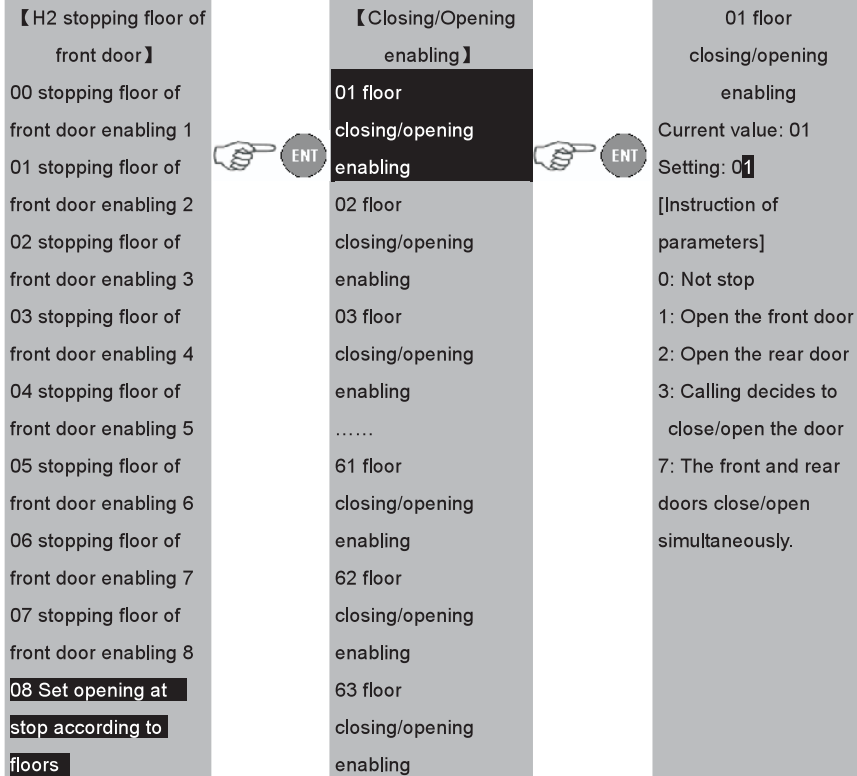 【H2 stopping floor of
front door】
00 stopping floor of
front door enabling 1
01 stopping floor of
front door enabling 2
02 stopping floor of
front door enabling 3
03 stopping floor of
front door enabling 4
04 stopping floor of
front door enabling 5
05 stopping floor of
front door enabling 6
06 stopping floor of
front door enabling 7
07 stopping floor of
front door enabling 8
08 Set opening at
stop according to
floors
ENT
【Closing/Opening
enabling】
01 floor
closing/opening
enabling
02 floor
closing/opening
enabling
03 floor
closing/opening
enabling
……
61 floor
closing/opening
enabling
62 floor
closing/opening
enabling
63 floor
closing/opening
enabling
ENT
01 floor
closing/opening
enabling
Current value: 01
Setting: 01
[Instruction of
parameters]
0: Not stop
1: Open the front door
2: Open the rear door
3: Calling decides to
close/open the door
7: The front and rear
doors close/open
simultaneously.